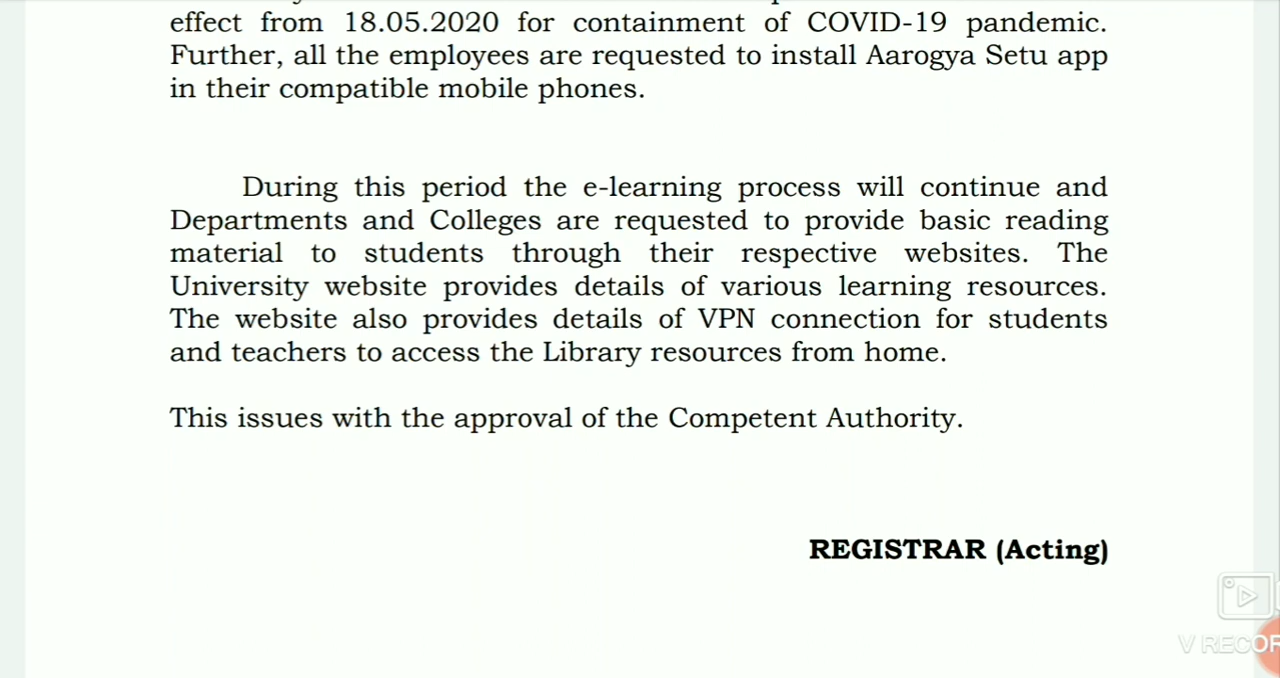 effect from 18.05.2020 for containment of COVID-19 pandemic.
Further, all the employees are requested to install Aarogya Setu app
in their compatible mobile phones.
During this period the e-learning process will continue and
Departments and Colleges are requested to provide basic reading
material to students through their respective websites. The
University website provides details of various learning resources.
The website also provides details of VPN connection for students
and teachers to access the Library resources from home.
This issues with the approval of the Competent Authority.
REGISTRAR (Acting)